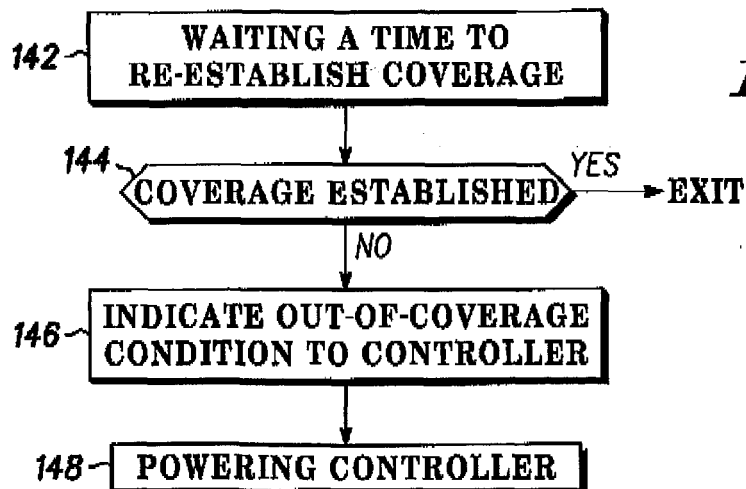 142
WAITING A TIME TO
RE-ESTABLISH COVERAGE
144
COVERAGE ESTABLISHED
YES
EXIT
NO
146
INDICATE OUT-OF-COVERAGE
CONDITION TO CONTROLLER
148
POWERING CONTROLLER